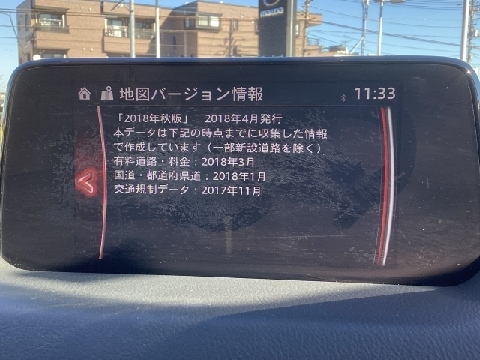 mazda
地図バージョン情報
11:33
「2018年秋版」 2018年4月発行
本データは下記の時点までに収集した情報
で作成しています（一部新設道路を除く）
有料道路・料金：2018年3月
国道・都道府県道：2018年1月
交通規制データ：2017年11月